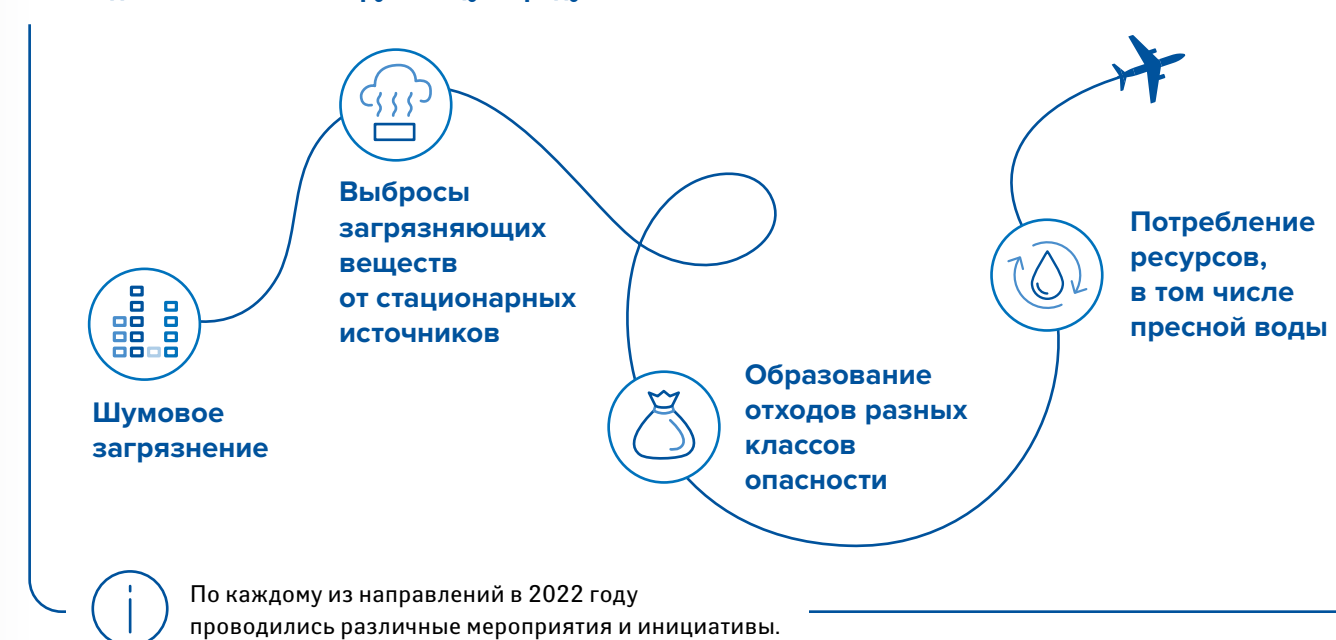 Шумовое
загрязнение
Выбросы
загрязняющих
веществ
от стационарных
источников
Образование
отходов разных
классов
опасности
Потребление
ресурсов,
в том числе
пресной воды
По каждому из направлений в 2022 году
проводились различные мероприятия и инициативы.